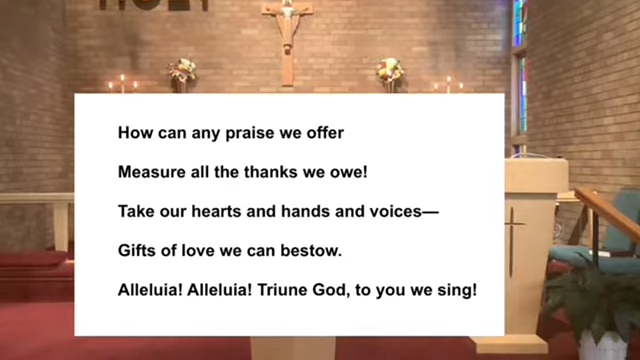 HOLY
How can any praise we offer
Measure all the thanks we owe!
Take our hearts and hands and voices—
Gifts of love we can bestow.
Alleluia! Alleluia! Triune God, to you we sing!